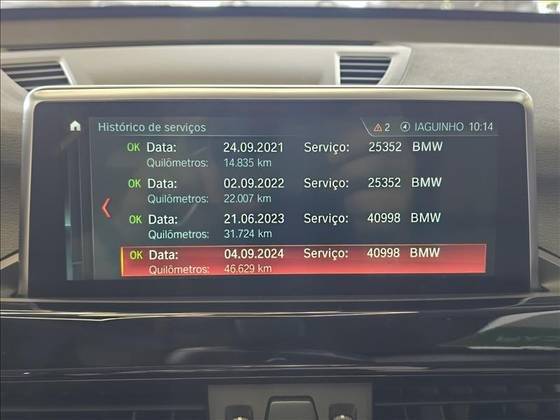 Histórico de serviços 2 IAGUINHO 10:14
OK Data: 24.09.2021 Serviço: 25352 BMW
Quilômetros: 14.835 km
OK Data: 02.09.2022 Serviço: 25352 BMW
Quilômetros: 22.007 km
OK Data: 21.06.2023 Serviço: 40998 BMW
Quilômetros: 31.724 km
OK Data: 04.09.2024 Serviço: 40998 BMW
Quilômetros: 46.629 km